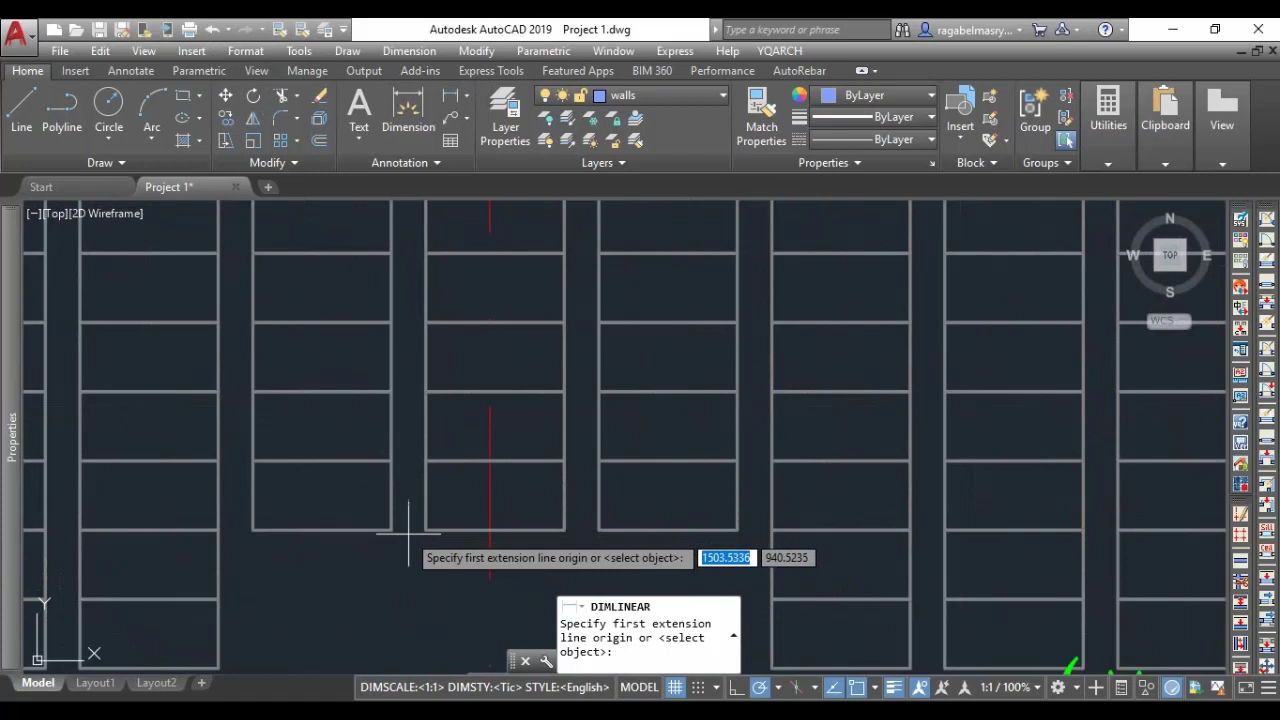 Autodesk AutoCAD 2019 Project 1.dwg
Type a keyword or phrase
ragabelmasry...
File Edit View Insert Format Tools Draw Dimension Modify Parametric Window Express Help YQARCH
Home Insert Annotate Parametric View Manage Output Add-ins Express Tools Featured Apps BIM 360 Performance AutoRebar
walls
ByLayer
ByLayer
ByLayer
Line Polyline Circle Arc
Text Dimension
Layer Properties
Match Properties
Insert
Group
Utilities
Clipboard
View
Draw Modify Annotation Layers Properties Block Groups
Start Project 1*
[−][Top][2D Wireframe]
N
W TOP E
S
WCS
Properties
Specify first extension line origin or <select object>: 1503.5336 940.5235
DIMLINEAR
Specify first extension
line origin or <select
object>:
Y
X
Model Layout1 Layout2
DIMSCALE:<1:1> DIMSTY:<Tic> STYLE:<English> MODEL 1:1 / 100%